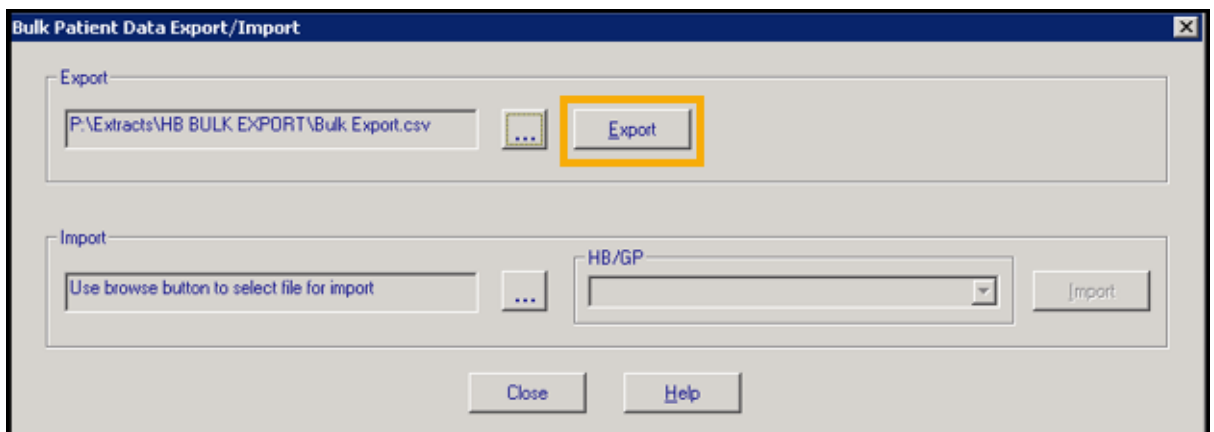 Bulk Patient Data Export/Import
Export
P:\Extracts\HB BULK EXPORT\Bulk Export.csv
...
Export
Import
Use browse button to select file for import
...
HB/GP
Import
Close
Help